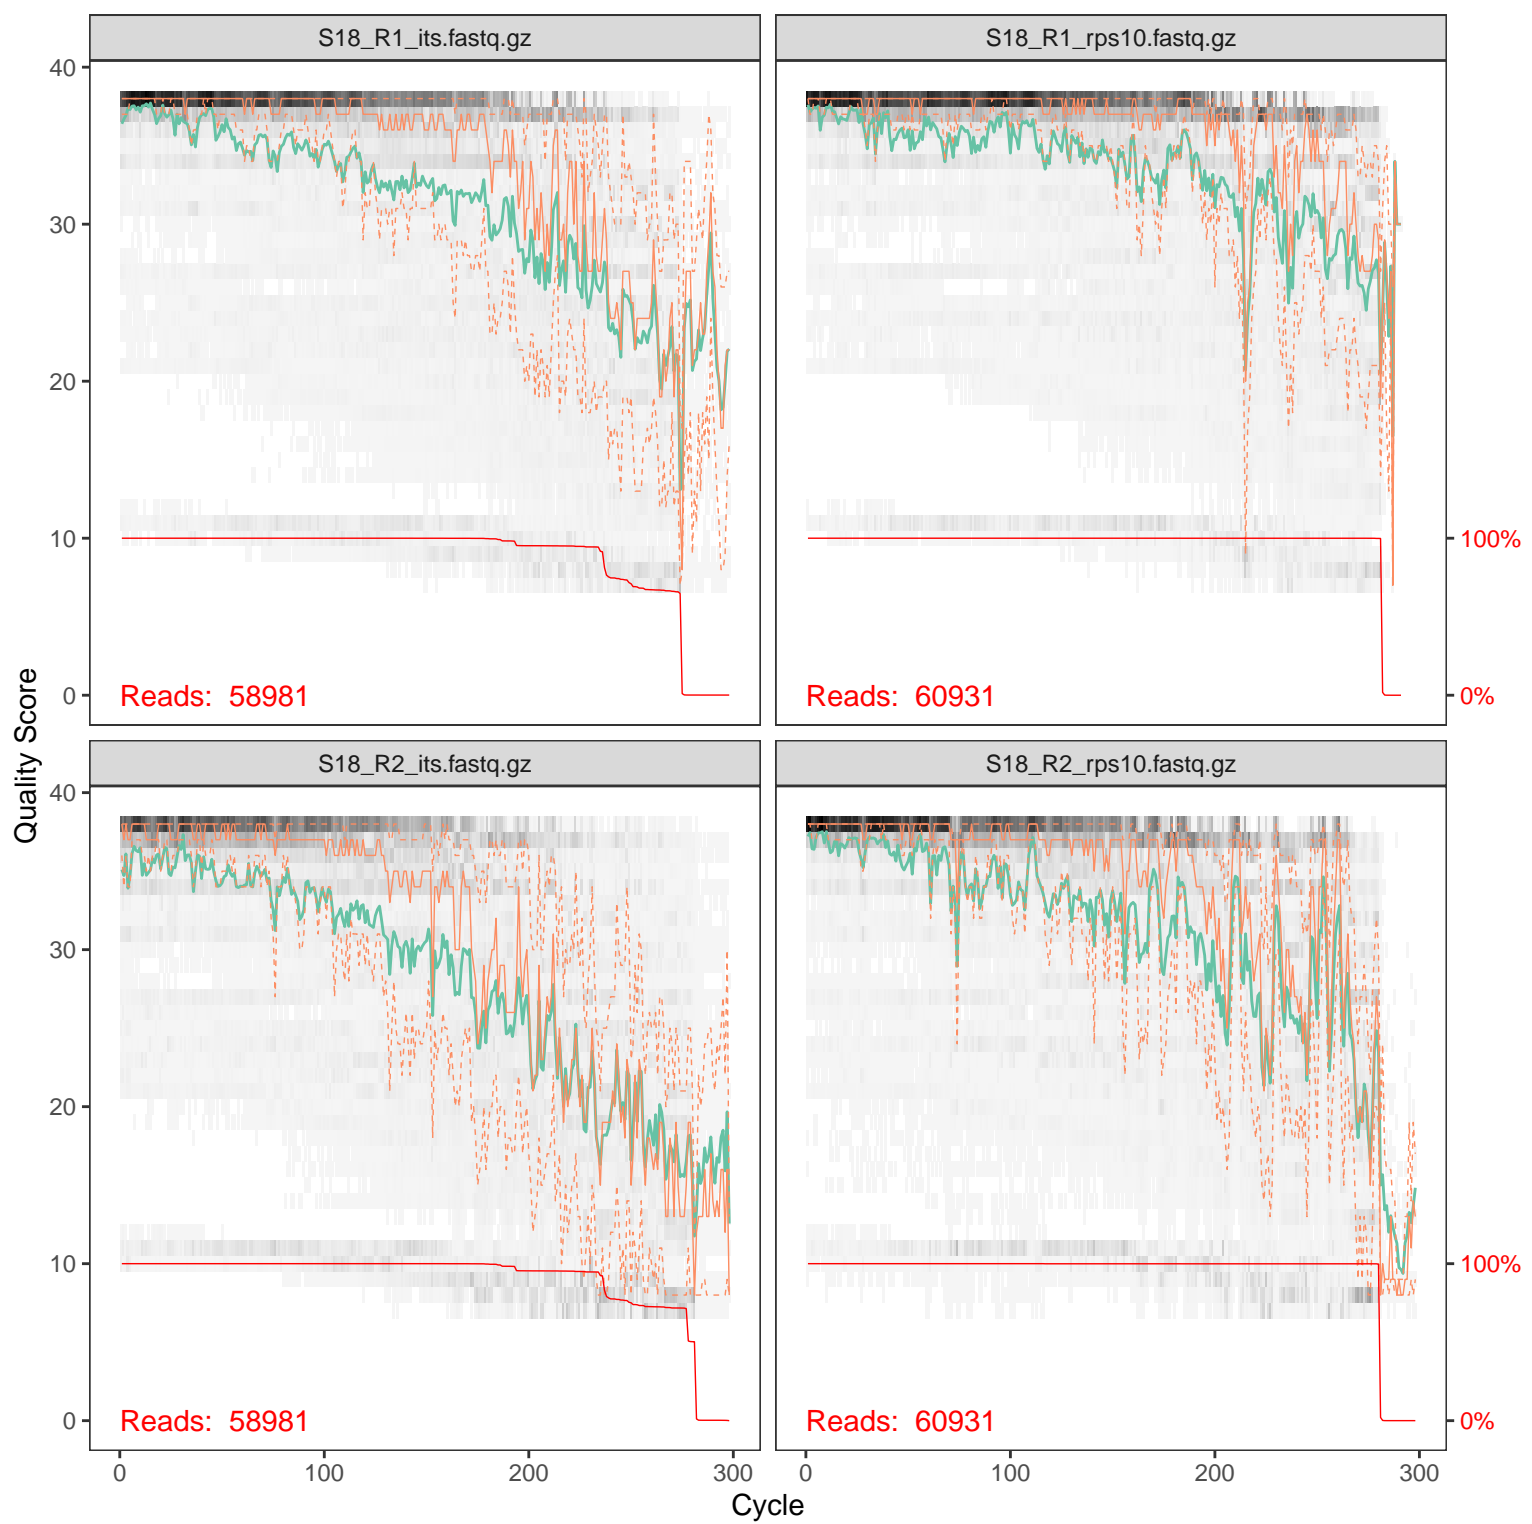 S18_R1_its.fastq.gz
S18_R1_rps10.fastq.gz
40
30
20
10
0
100%
0%
Reads: 58981
Reads: 60931
Quality Score
S18_R2_its.fastq.gz
S18_R2_rps10.fastq.gz
40
30
20
10
0
100%
0%
Reads: 58981
Reads: 60931
0 100 200 300
0 100 200 300
Cycle